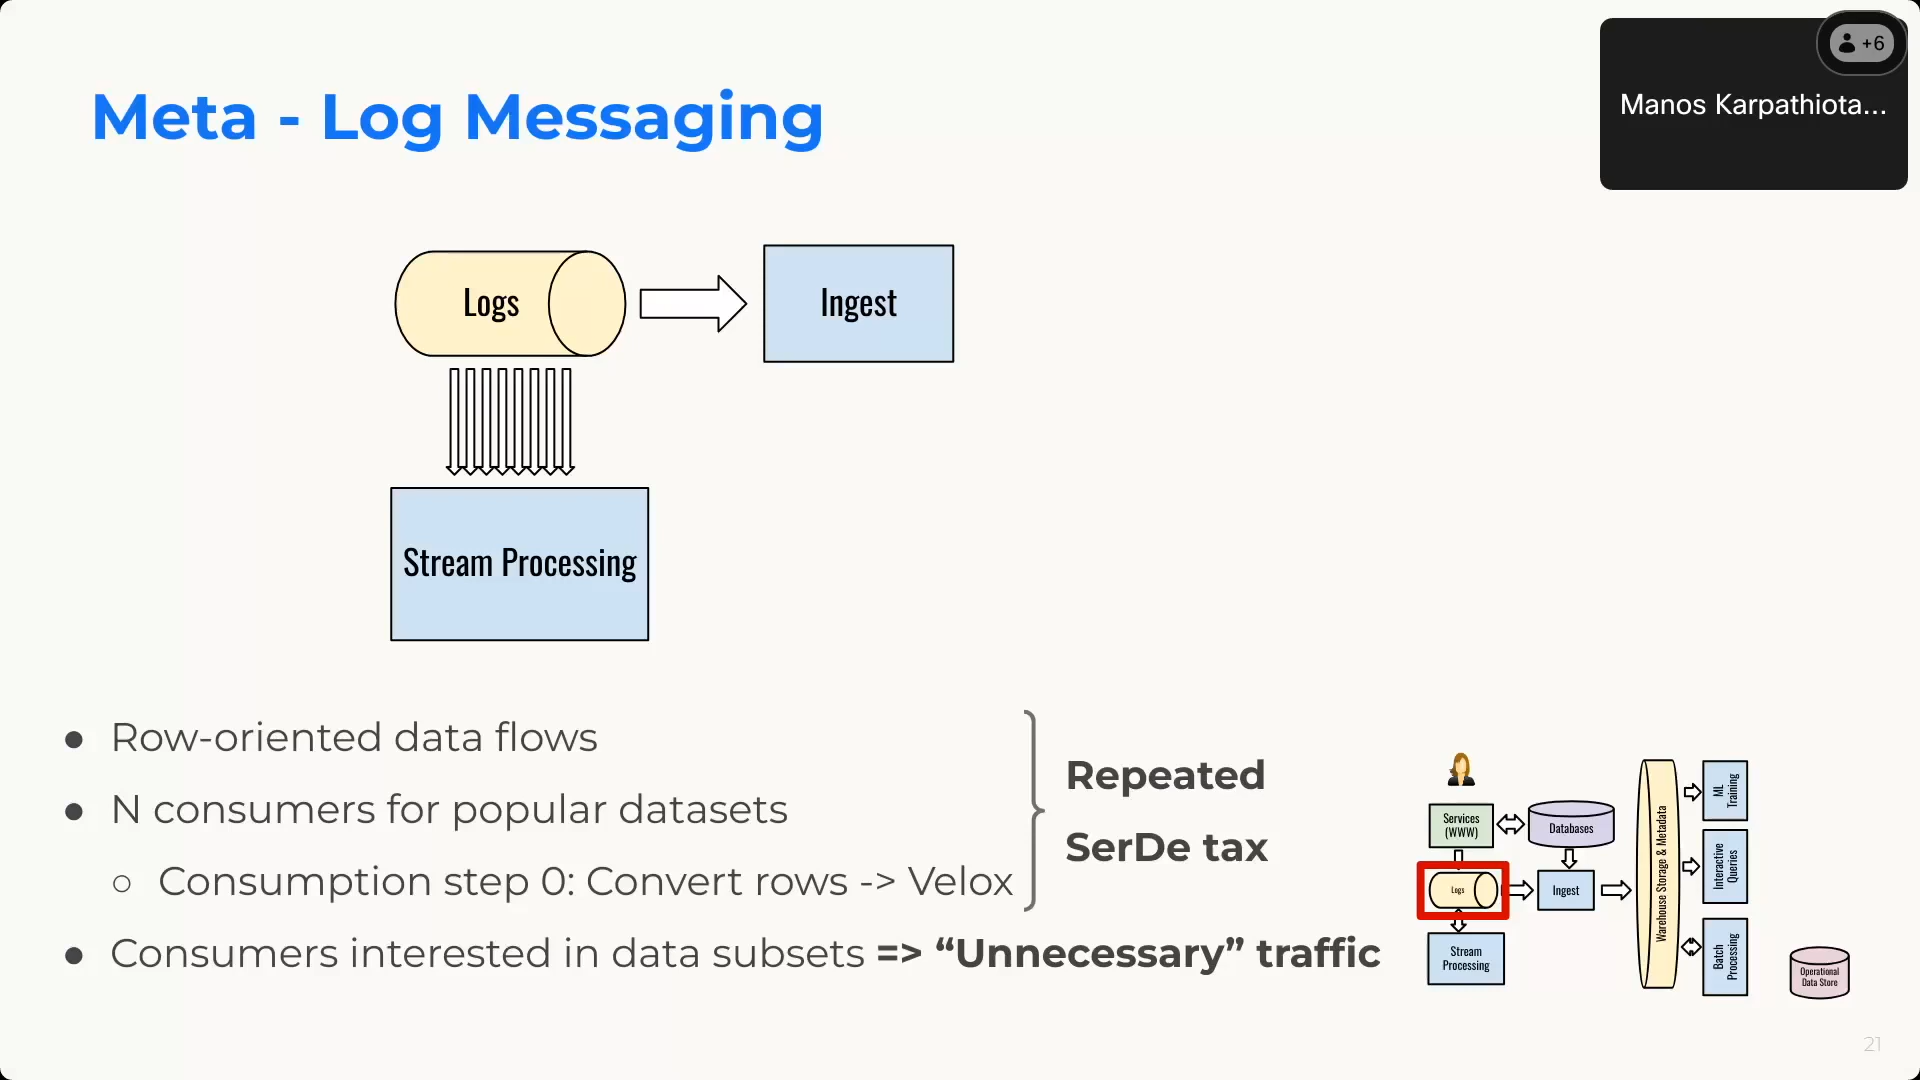 Meta - Log Messaging
+6
Manos Karpathiota...
Logs
Ingest
Stream Processing
● Row-oriented data flows
● N consumers for popular datasets
○ Consumption step 0: Convert rows -> Velox
Repeated
SerDe tax
● Consumers interested in data subsets => “Unnecessary” traffic
Services
(WWW)
Databases
Logs
Ingest
Stream
Processing
Warehouse Storage & Metadata
ML
Training
Interactive
Queries
Batch
Processing
Operational
Data Store
21